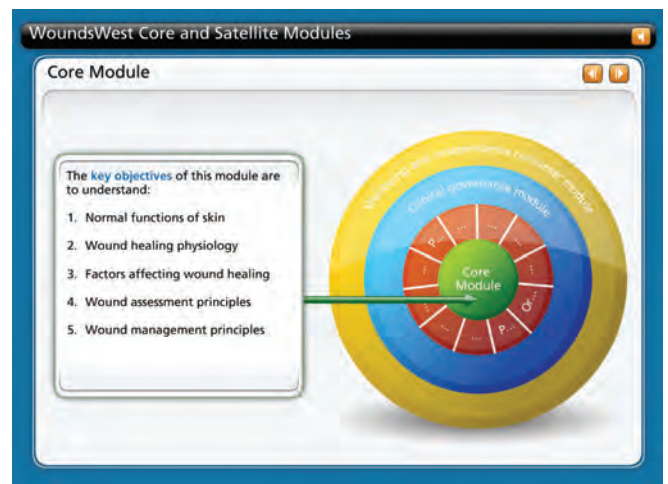 WoundsWest Core and Satellite Modules
Core Module
The key objectives of this module are
to understand:
1. Normal functions of skin
2. Wound healing physiology
3. Factors affecting wound healing
4. Wound assessment principles
5. Wound management principles
module
Clinical governance module
P...
...
...
...
...
Or...
P...
...
...
...
...
Core
Module